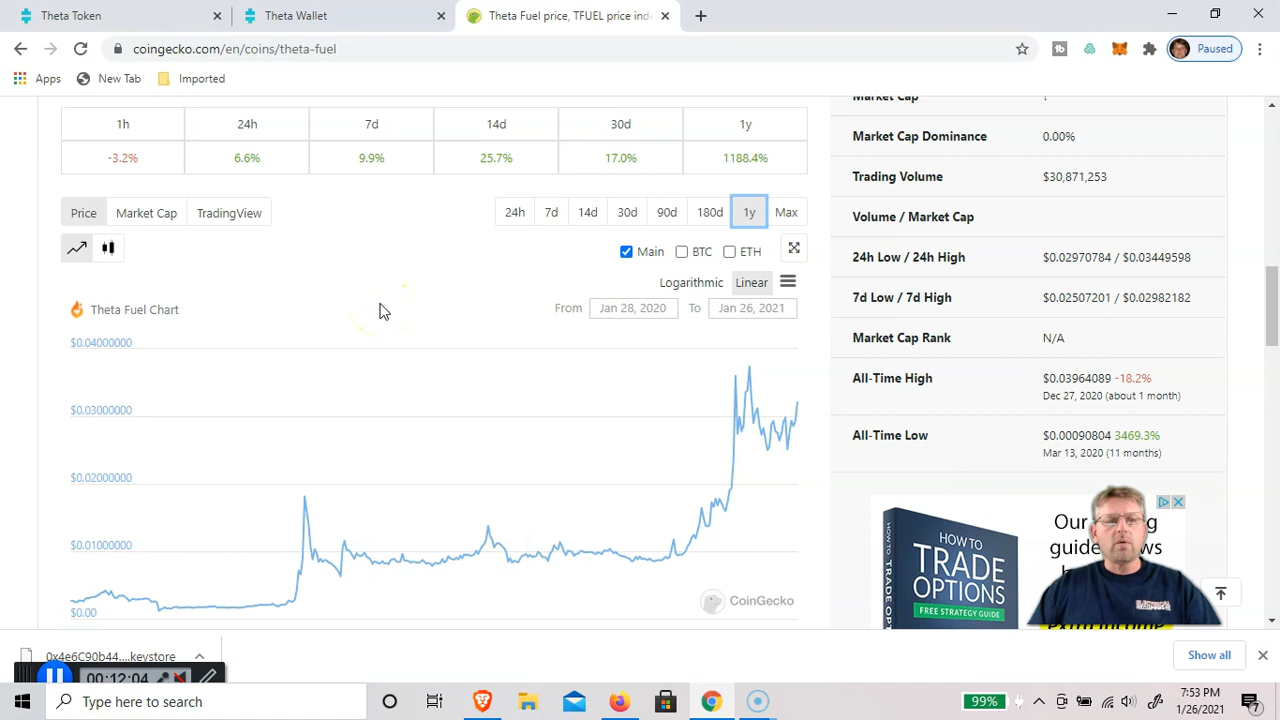 Theta Token
Theta Wallet
Theta Fuel price, TFUEL price ind
coingecko.com/en/coins/theta-fuel
Paused
Apps
New Tab
Imported
1h 24h 7d 14d 30d 1y
-3.2% 6.6% 9.9% 25.7% 17.0% 1188.4%
Price Market Cap TradingView
24h 7d 14d 30d 90d 180d 1y Max
Main BTC ETH
Logarithmic Linear
Theta Fuel Chart
From Jan 28, 2020 To Jan 26, 2021
$0.04000000
$0.03000000
$0.02000000
$0.01000000
$0.00
CoinGecko
Market Cap ?
Market Cap Dominance 0.00%
Trading Volume $30,871,253
Volume / Market Cap
24h Low / 24h High $0.02970784 / $0.03449598
7d Low / 7d High $0.02507201 / $0.02982182
Market Cap Rank N/A
All-Time High $0.03964089 -18.2%
Dec 27, 2020 (about 1 month)
All-Time Low $0.00090804 3469.3%
Mar 13, 2020 (11 months)
HOW TO
TRADE
OPTIONS
FREE STRATEGY GUIDE
HOW TO TRADE
Our
0x4e6C90b44....keystore
Show all
00:12:04
Type here to search
99%
7:53 PM
1/26/2021
7